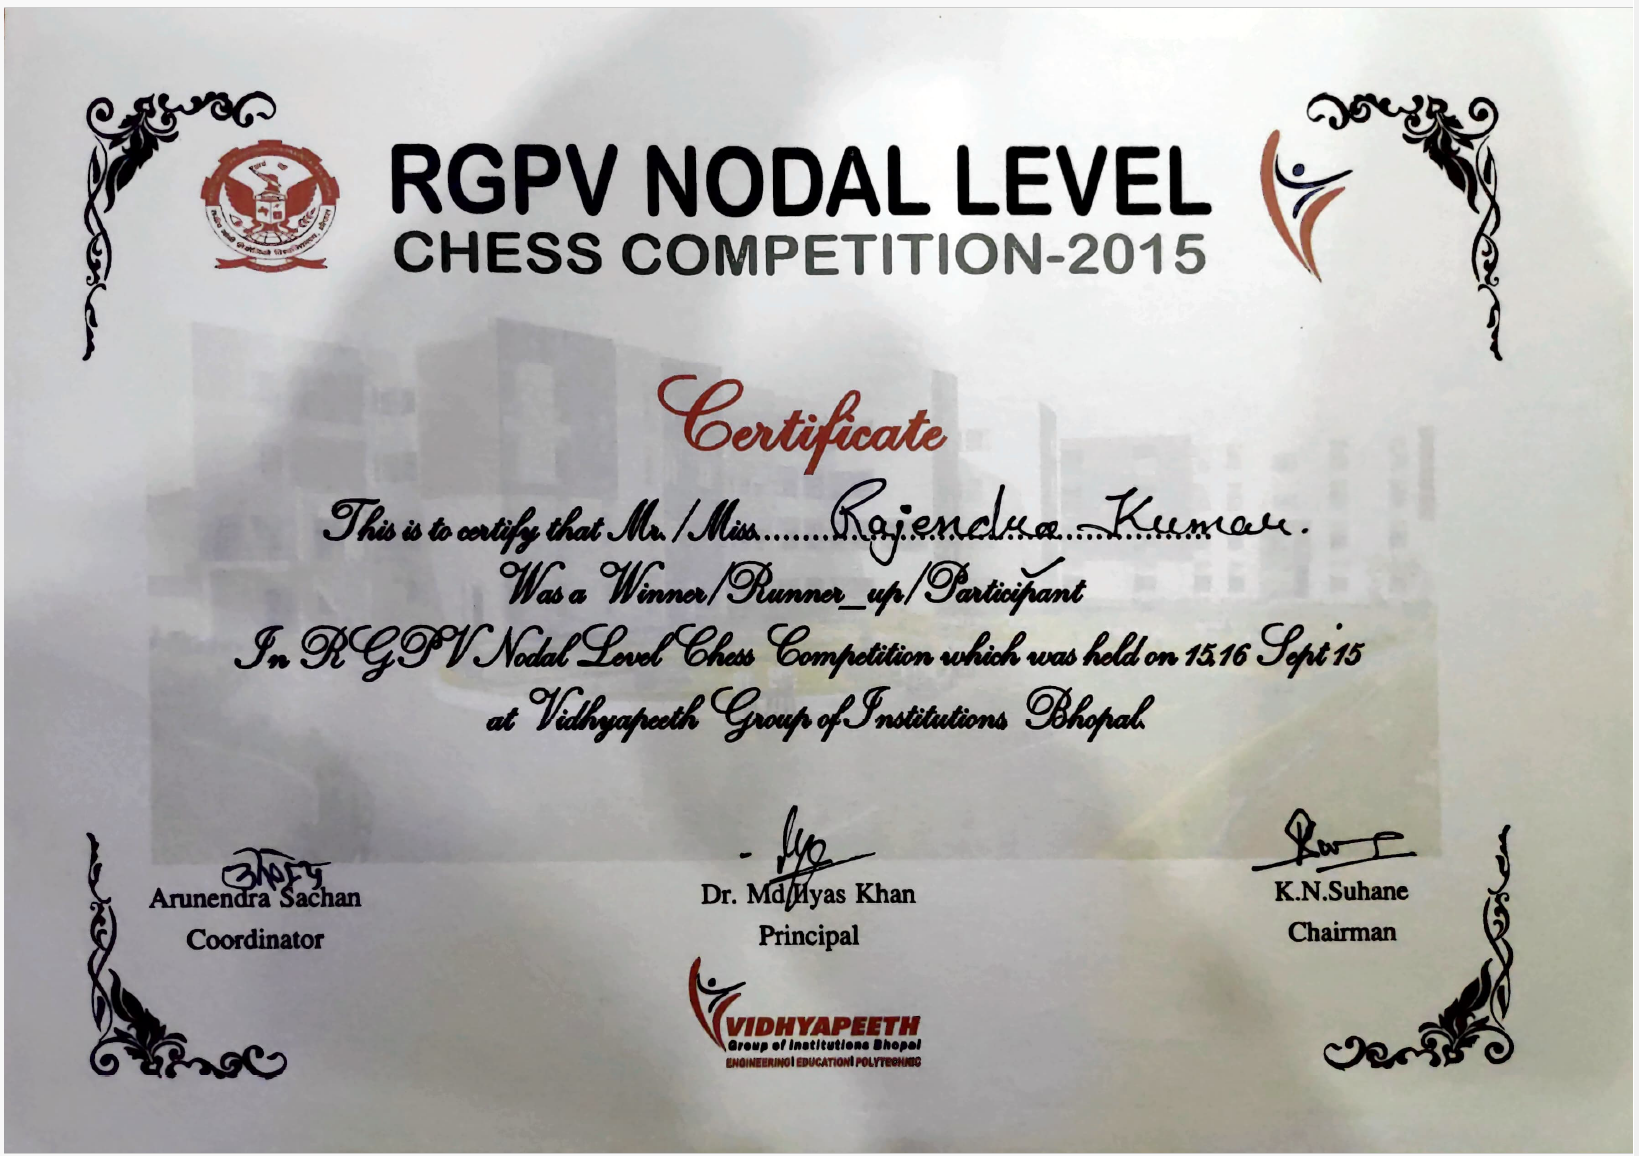 RGPV NODAL LEVEL
CHESS COMPETITION-2015
Certificate
This is to certify that Mr./Miss.......Rajendra Kumar.
Was a Winner/Runner_up/Participant
In RGPV Nodal Level Chess Competition which was held on 15,16 Sept'15
at Vidhyapeeth Group of Institutions Bhopal.
Arunendra Sachan
Coordinator
Dr. Md Ilyas Khan
Principal
K.N.Suhane
Chairman
VIDHYAPEETH
Group of Institutions Bhopal
ENGINEERING| EDUCATION| POLYTECHNIC